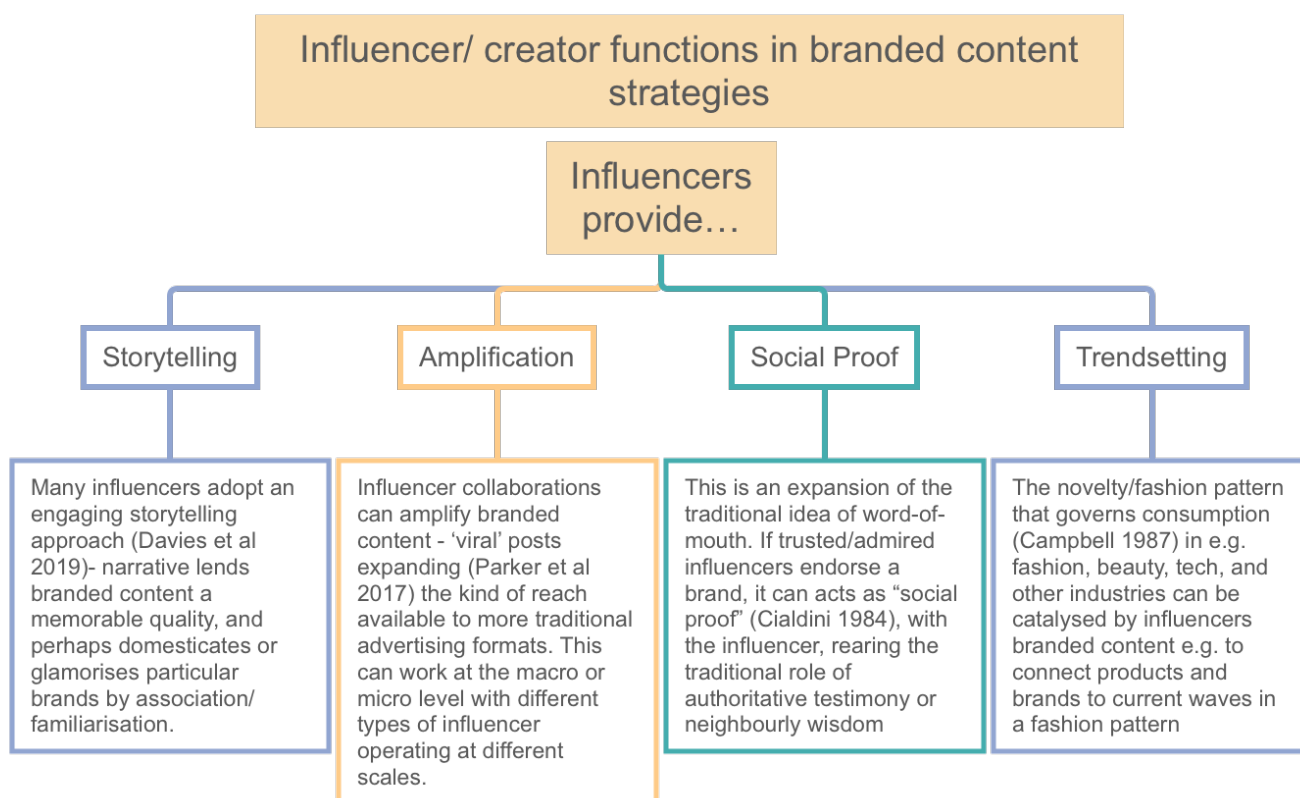 Influencer/ creator functions in branded content
strategies
Influencers
provide…
Storytelling
Amplification
Social Proof
Trendsetting
Many influencers adopt an
engaging storytelling
approach (Davies et al
2019)- narrative lends
branded content a
memorable quality, and
perhaps domesticates or
glamorises particular
brands by association/
familiarisation.
Influencer collaborations
can amplify branded
content - ‘viral’ posts
expanding (Parker et al
2017) the kind of reach
available to more traditional
advertising formats. This
can work at the macro or
micro level with different
types of influencer
operating at different
scales.
This is an expansion of the
traditional idea of word-of-
mouth. If trusted/admired
influencers endorse a
brand, it can acts as “social
proof” (Cialdini 1984), with
the influencer, rearing the
traditional role of
authoritative testimony or
neighbourly wisdom
The novelty/fashion pattern
that governs consumption
(Campbell 1987) in e.g.
fashion, beauty, tech, and
other industries can be
catalysed by influencers
branded content e.g. to
connect products and
brands to current waves in
a fashion pattern